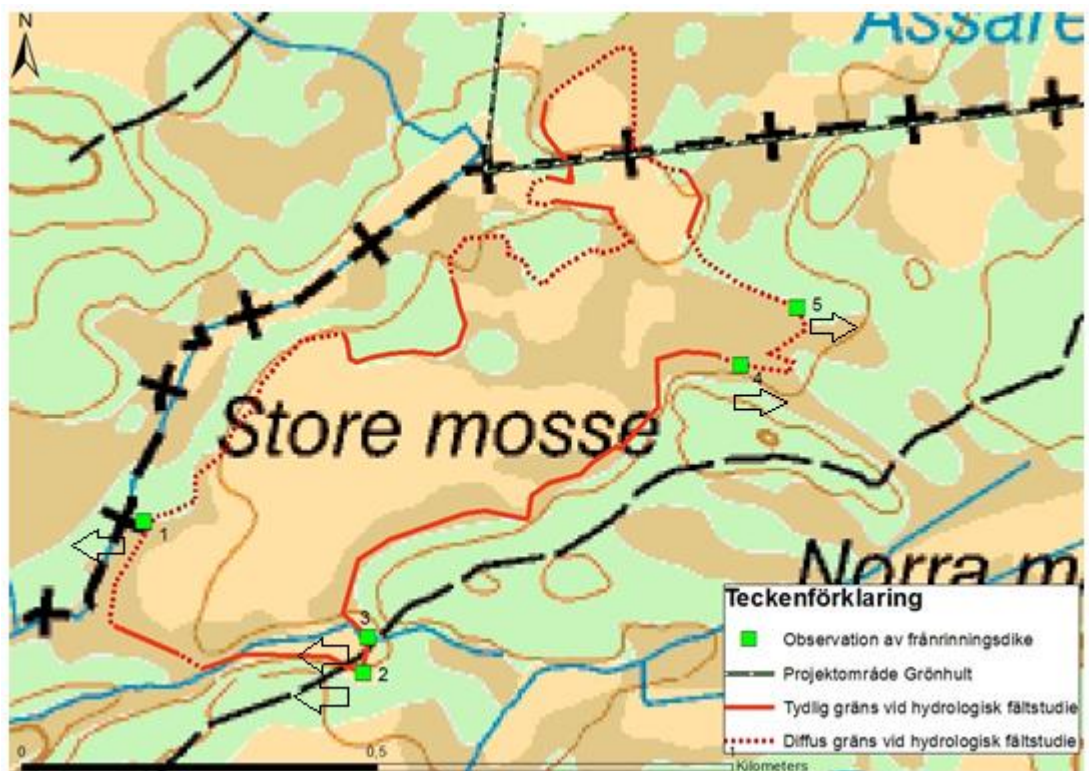 N
Assare
5
4
Store mosse
1
Norra m
3
2
Teckenförklaring
Observation av frånrinningsdike
Projektområde Grönhult
Tydlig gräns vid hydrologisk fältstudie
Diffus gräns vid hydrologisk fältstudie
0 0,5 1
Kilometers